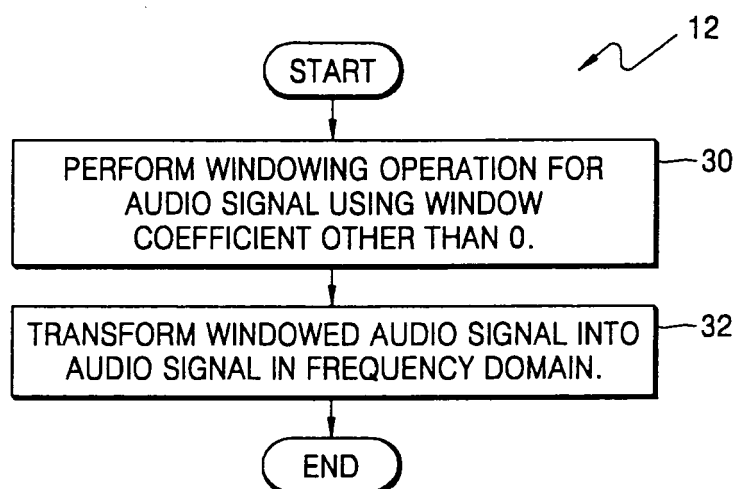 12
START
PERFORM WINDOWING OPERATION FOR
AUDIO SIGNAL USING WINDOW
COEFFICIENT OTHER THAN 0.
30
TRANSFORM WINDOWED AUDIO SIGNAL INTO
AUDIO SIGNAL IN FREQUENCY DOMAIN.
32
END